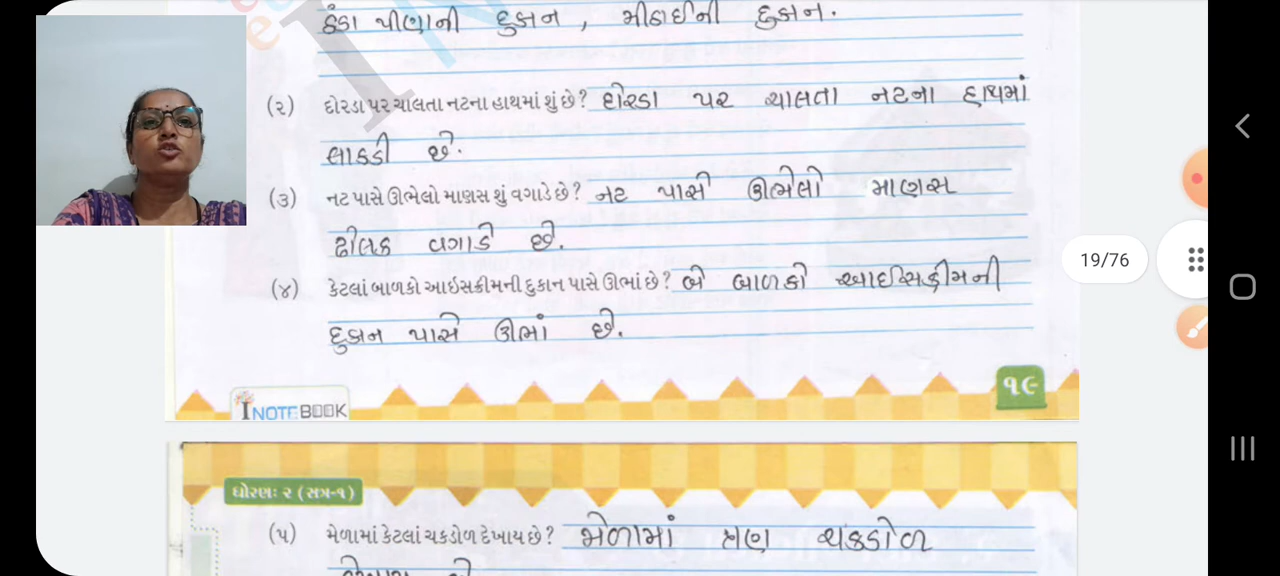 ઠંડા પીણાની દુકાન, મીઠાઈની દુકાન.
(૨) દોરડા પર ચાલતા નટના હાથમાં શું છે? દોરડા પર ચાલતા નટના હાથમાં
લાકડી છે.
(૩) નટ પાસે ઊભેલો માણસ શું વગાડે છે? નટ પાસે ઊભેલો માણસ
ઢોલક વગાડે છે.
19/76
(૪) કેટલાં બાળકો આઇસક્રીમની દુકાન પાસે ઊભાં છે? બે બાળકો આઈસક્રીમની
દુકાન પાસે ઊભાં છે.
INOTEBOOK
૧૯
ધોરણઃ ૨ (સત્ર-૧)
(૫) મેળામાં કેટલાં ચકડોળ દેખાય છે? મેળામાં ત્રણ ચકડોળ